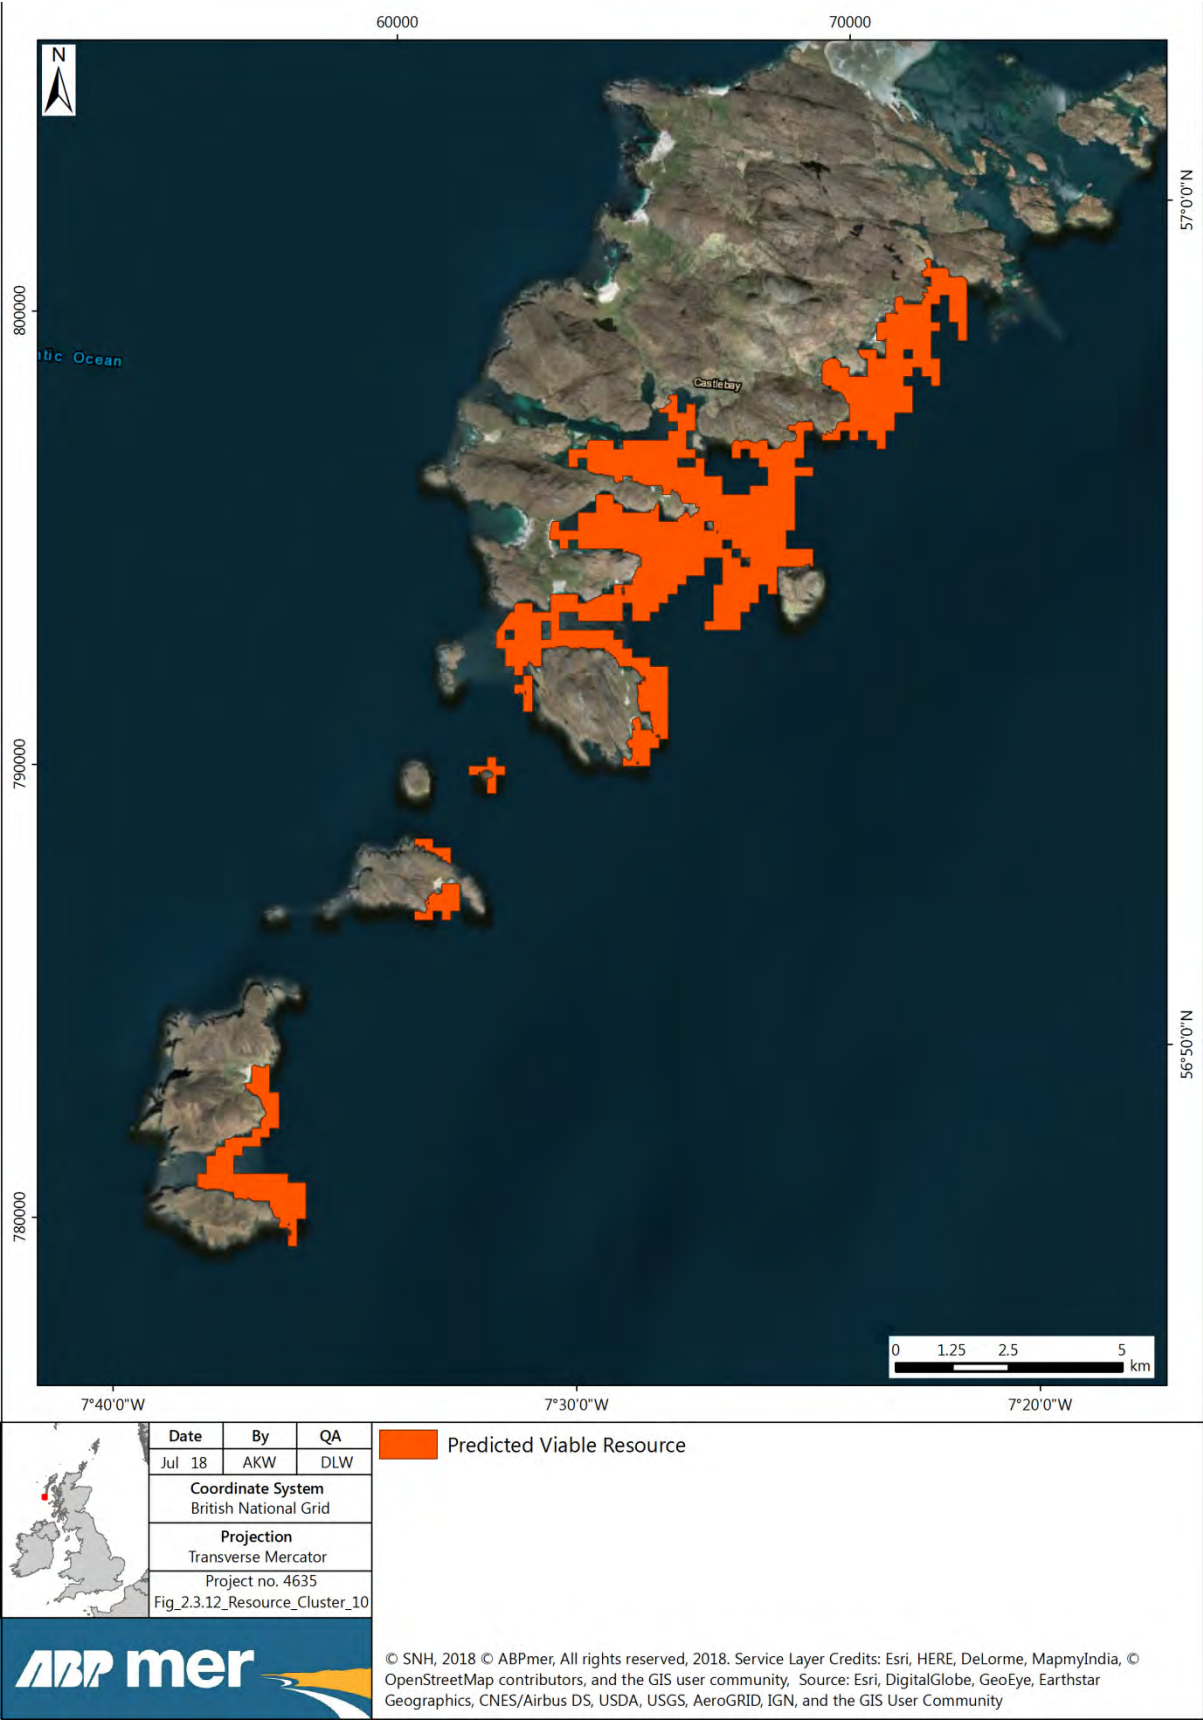 60000
70000
N
57°0'0"N
800000
ntic Ocean
Castlebay
790000
56°50'0"N
780000
0 1.25 2.5 5
km
7°40'0"W
7°30'0"W
7°20'0"W
Date By QA
Jul 18 AKW DLW
Coordinate System
British National Grid
Projection
Transverse Mercator
Project no. 4635
Fig_2.3.12_Resource_Cluster_10
Predicted Viable Resource
ABP mer
© SNH, 2018 © ABPmer, All rights reserved, 2018. Service Layer Credits: Esri, HERE, DeLorme, MapmyIndia, ©
OpenStreetMap contributors, and the GIS user community, Source: Esri, DigitalGlobe, GeoEye, Earthstar
Geographics, CNES/Airbus DS, USDA, USGS, AeroGRID, IGN, and the GIS User Community